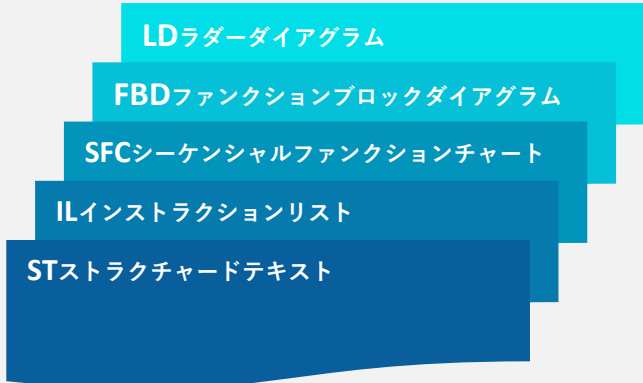 LDラダーダイアグラム
FBDファンクションブロックダイアグラム
SFCシーケンシャルファンクションチャート
ILインストラクションリスト
STストラクチャードテキスト